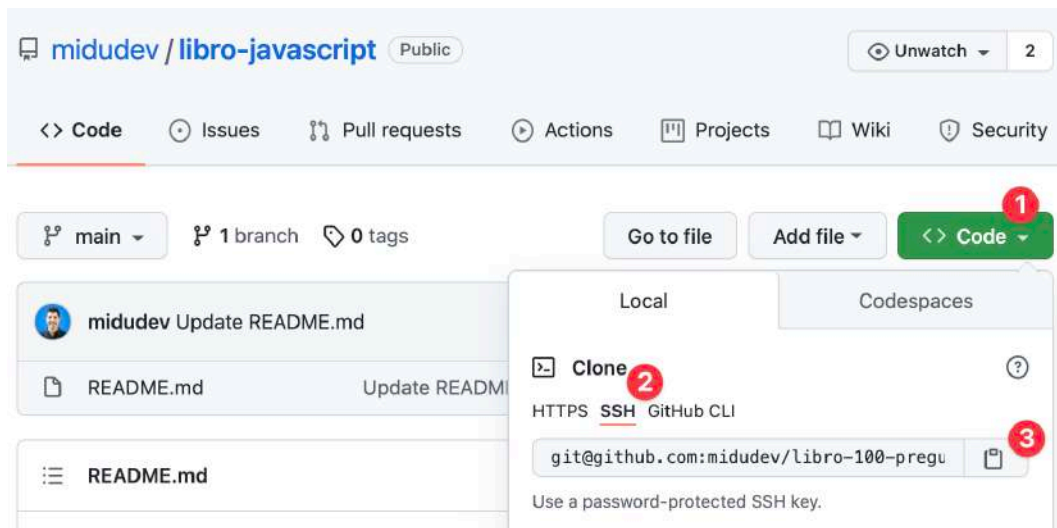 midudev / libro-javascript Public Unwatch 2
Code Issues Pull requests Actions Projects Wiki Security
1
main 1 branch 0 tags Go to file Add file <> Code
Local Codespaces
midudev Update README.md
Clone
2
README.md Update READM
HTTPS SSH GitHub CLI
3
README.md git@github.com:midudev/libro-100-pregu
Use a password-protected SSH key.